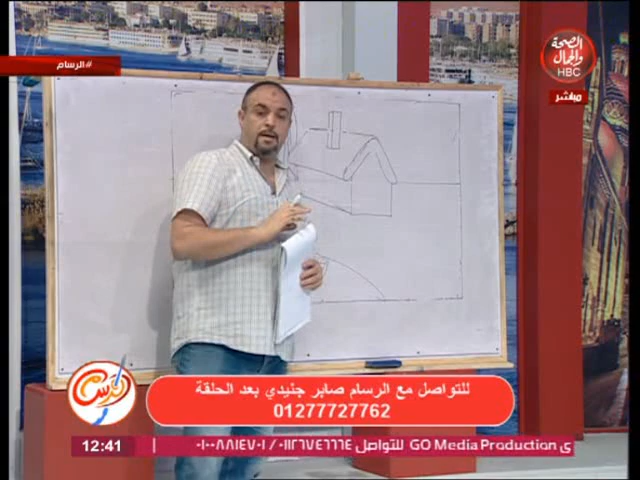 الصحة
والجمال
HBC
مباشر
#الرسام
للتواصل مع الرسام صابر جنيدي بعد الحلقة
01277727762
12:41
GO Media Production للتواصل ٠١١٢٦٧٤٦٦٦٤ / ٠١٠٠٨٨١٤٧٠١